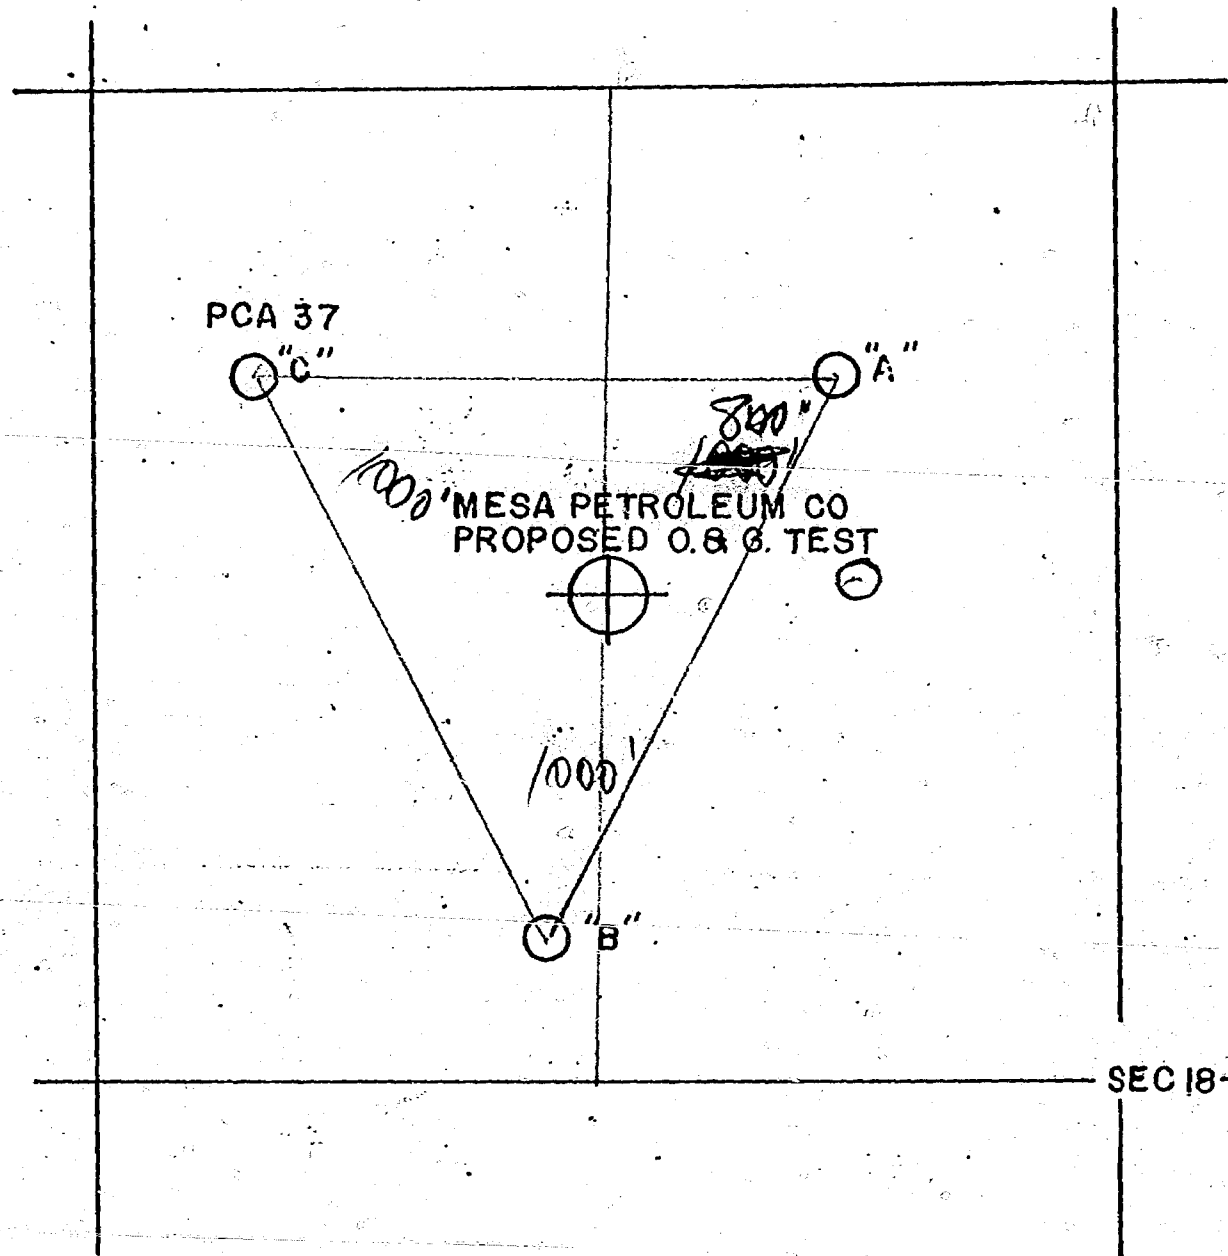 PCA 37
"C"
"A"
800"
1000'
MESA PETROLEUM CO
PROPOSED O. & G. TEST
1000'
"B"
SEC 18-